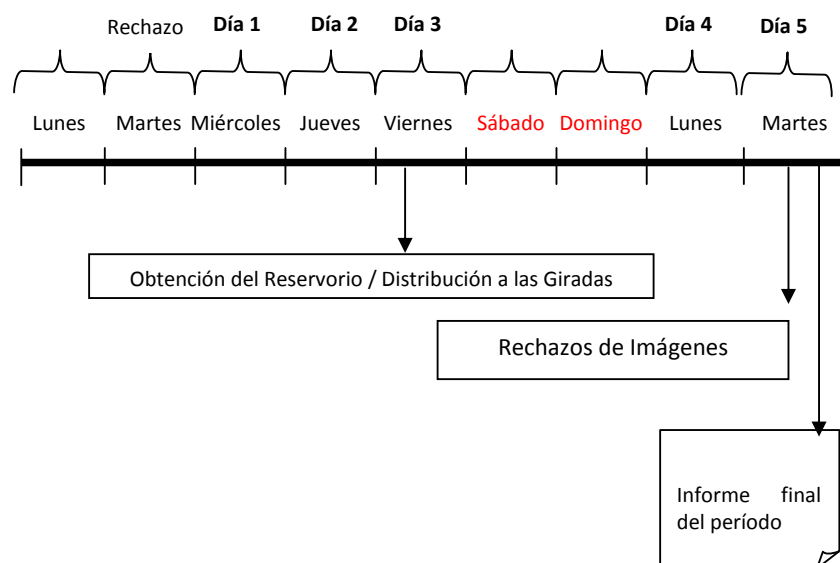 Rechazo Día 1 Día 2 Día 3 Día 4 Día 5
Lunes Martes Miércoles Jueves Viernes Sábado Domingo Lunes Martes
Obtención del Reservorio / Distribución a las Giradas
Rechazos de Imágenes
Informe final
del período